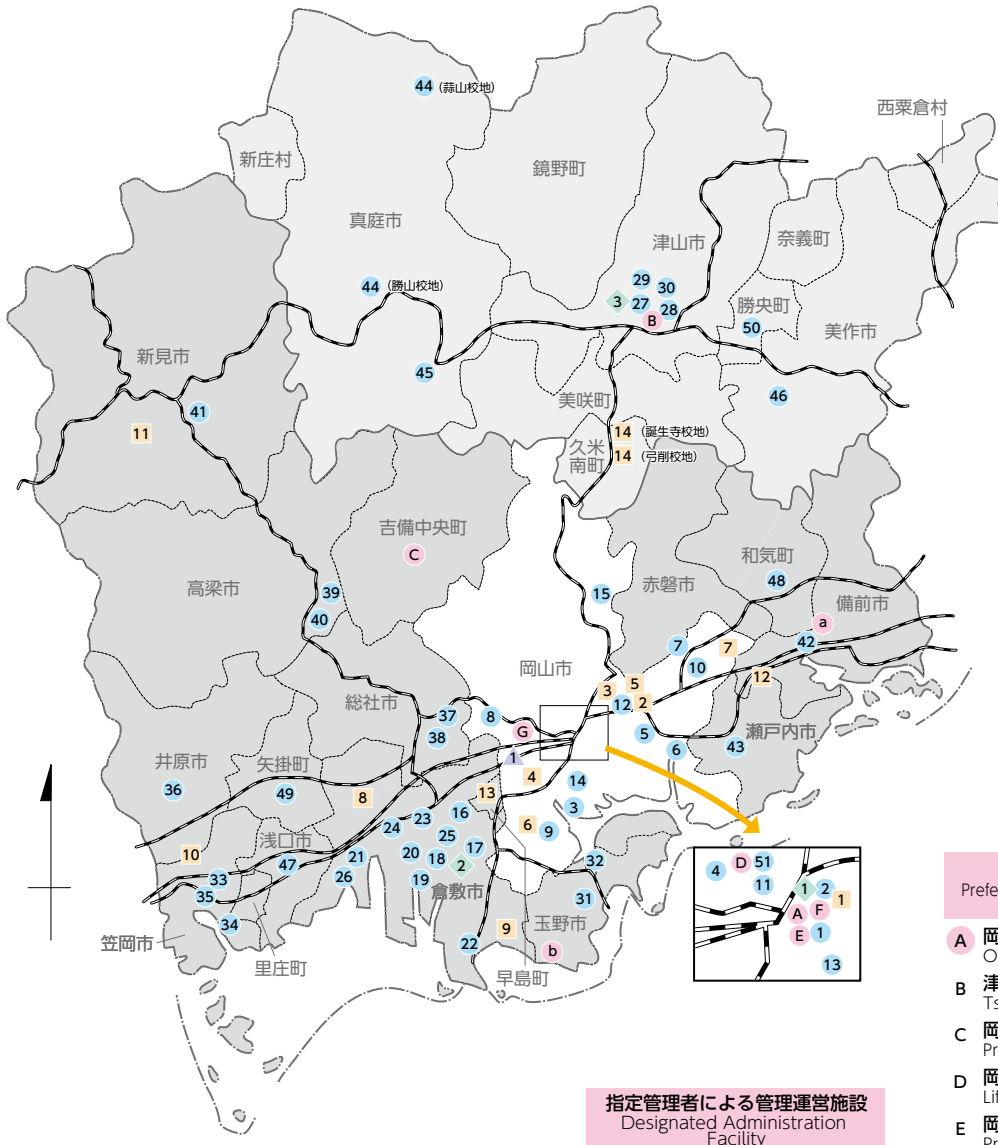 44 (蒜山校地)
西粟倉村
新庄村
鏡野町
真庭市
津山市
奈義町
29
30
44 (勝山校地)
3
27
28
B
勝央町
50
美作市
新見市
45
46
41
美咲町
11
14 (誕生寺校地)
久米
南町
14 (弓削校地)
吉備中央町
C
和気町
48
高梁市
39
赤磐市
15
備前市
40
a
7
7
42
10
岡山市
12
総社市
3
5
2
12
37
8
G
38
5
6
43
瀬戸内市
1
井原市
36
矢掛町
49
8
4
14
13
3
16
23
24
6
9
浅口市
25
17
10
21
20
18
2
32
47
26
19
倉敷市
33
35
31
34
玉野市
9
22
b
笠岡市
里庄町
早島町
4
D
51
11
1
2
1
A
F
E
1
13
Prefe
A 岡
O
B 津
Ts
C 岡
Pr
D 岡
Lif
E 岡
Pr
指定管理者による管理運営施設
Designated Administration
Facility